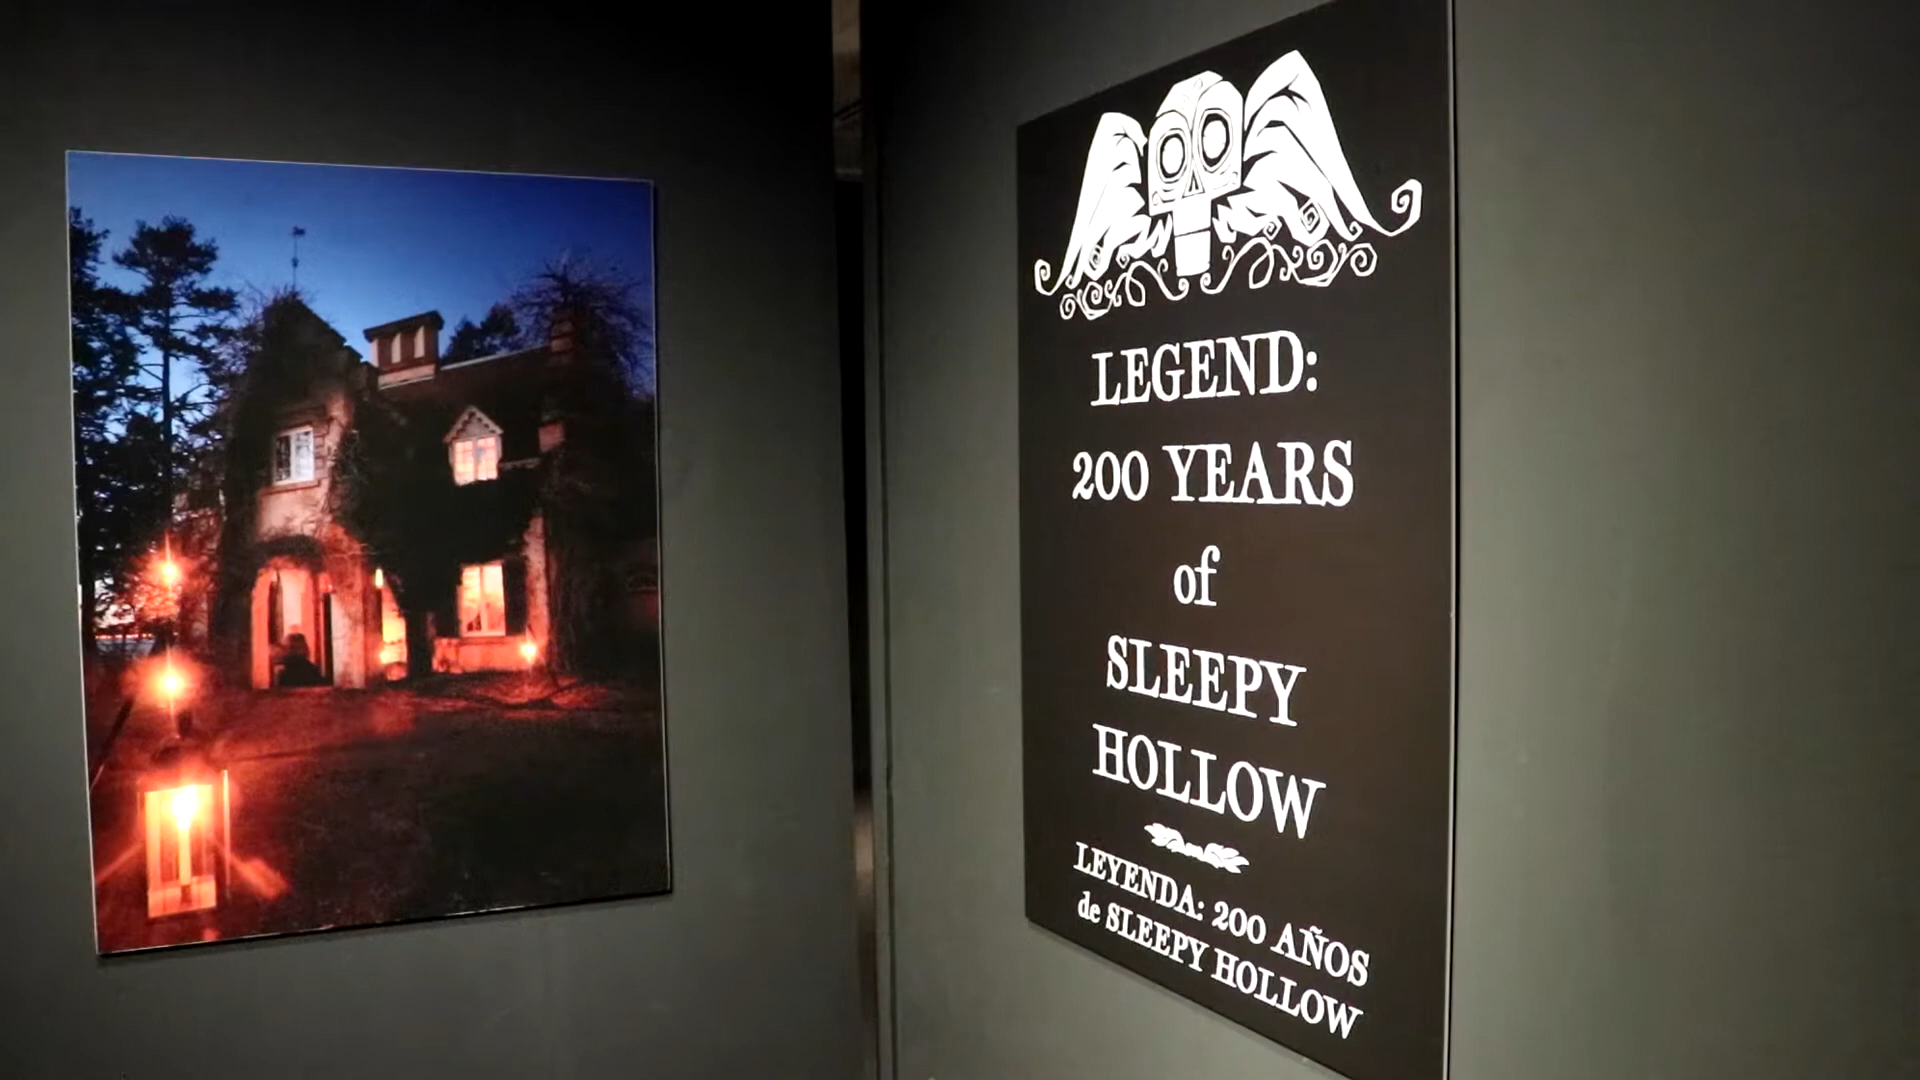 LEGEND:
200 YEARS
of
SLEEPY
HOLLOW
LEYENDA: 200 AÑOS
de SLEEPY HOLLOW